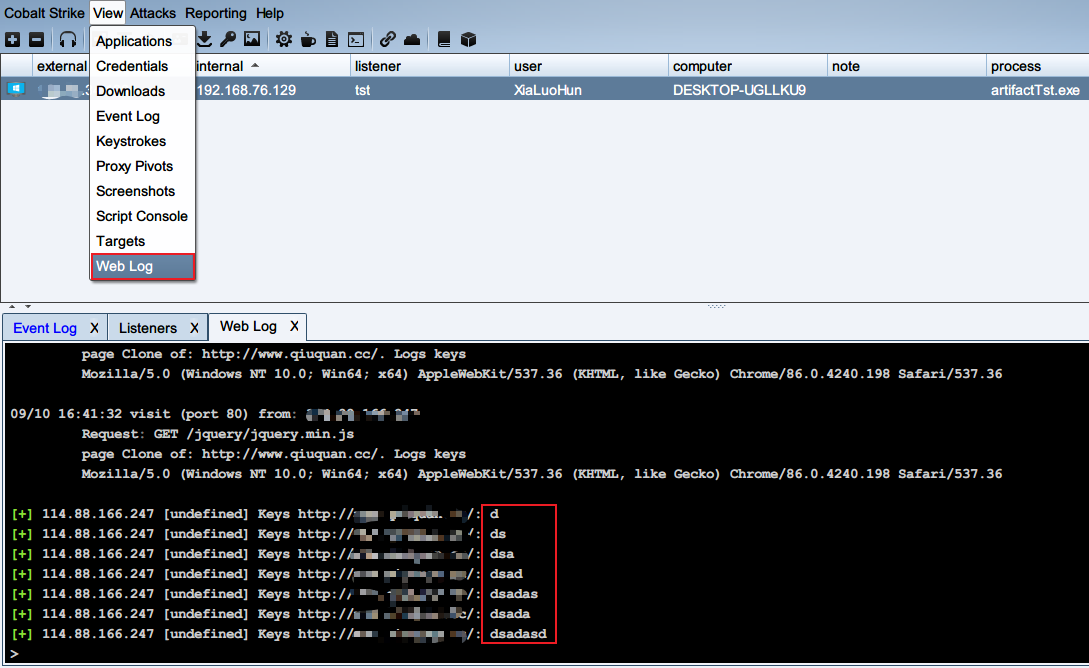 Cobalt Strike View Attacks Reporting Help
Applications
Credentials
Downloads
Event Log
Keystrokes
Proxy Pivots
Screenshots
Script Console
Targets
Web Log
external internal listener user computer note process
192.168.76.129 tst XiaLuoHun DESKTOP-UGLLKU9 artifactTst.exe
Event Log X Listeners X Web Log X
page Clone of: http://www.qiuquan.cc/. Logs keys
Mozilla/5.0 (Windows NT 10.0; Win64; x64) AppleWebKit/537.36 (KHTML, like Gecko) Chrome/86.0.4240.198 Safari/537.36
09/10 16:41:32 visit (port 80) from:
Request: GET /jquery/jquery.min.js
page Clone of: http://www.qiuquan.cc/. Logs keys
Mozilla/5.0 (Windows NT 10.0; Win64; x64) AppleWebKit/537.36 (KHTML, like Gecko) Chrome/86.0.4240.198 Safari/537.36
[+] 114.88.166.247 [undefined] Keys http:// /: d
[+] 114.88.166.247 [undefined] Keys http:// /: ds
[+] 114.88.166.247 [undefined] Keys http:// /: dsa
[+] 114.88.166.247 [undefined] Keys http:// /: dsad
[+] 114.88.166.247 [undefined] Keys http:// /: dsadas
[+] 114.88.166.247 [undefined] Keys http:// /: dsada
[+] 114.88.166.247 [undefined] Keys http:// /: dsadasd
>